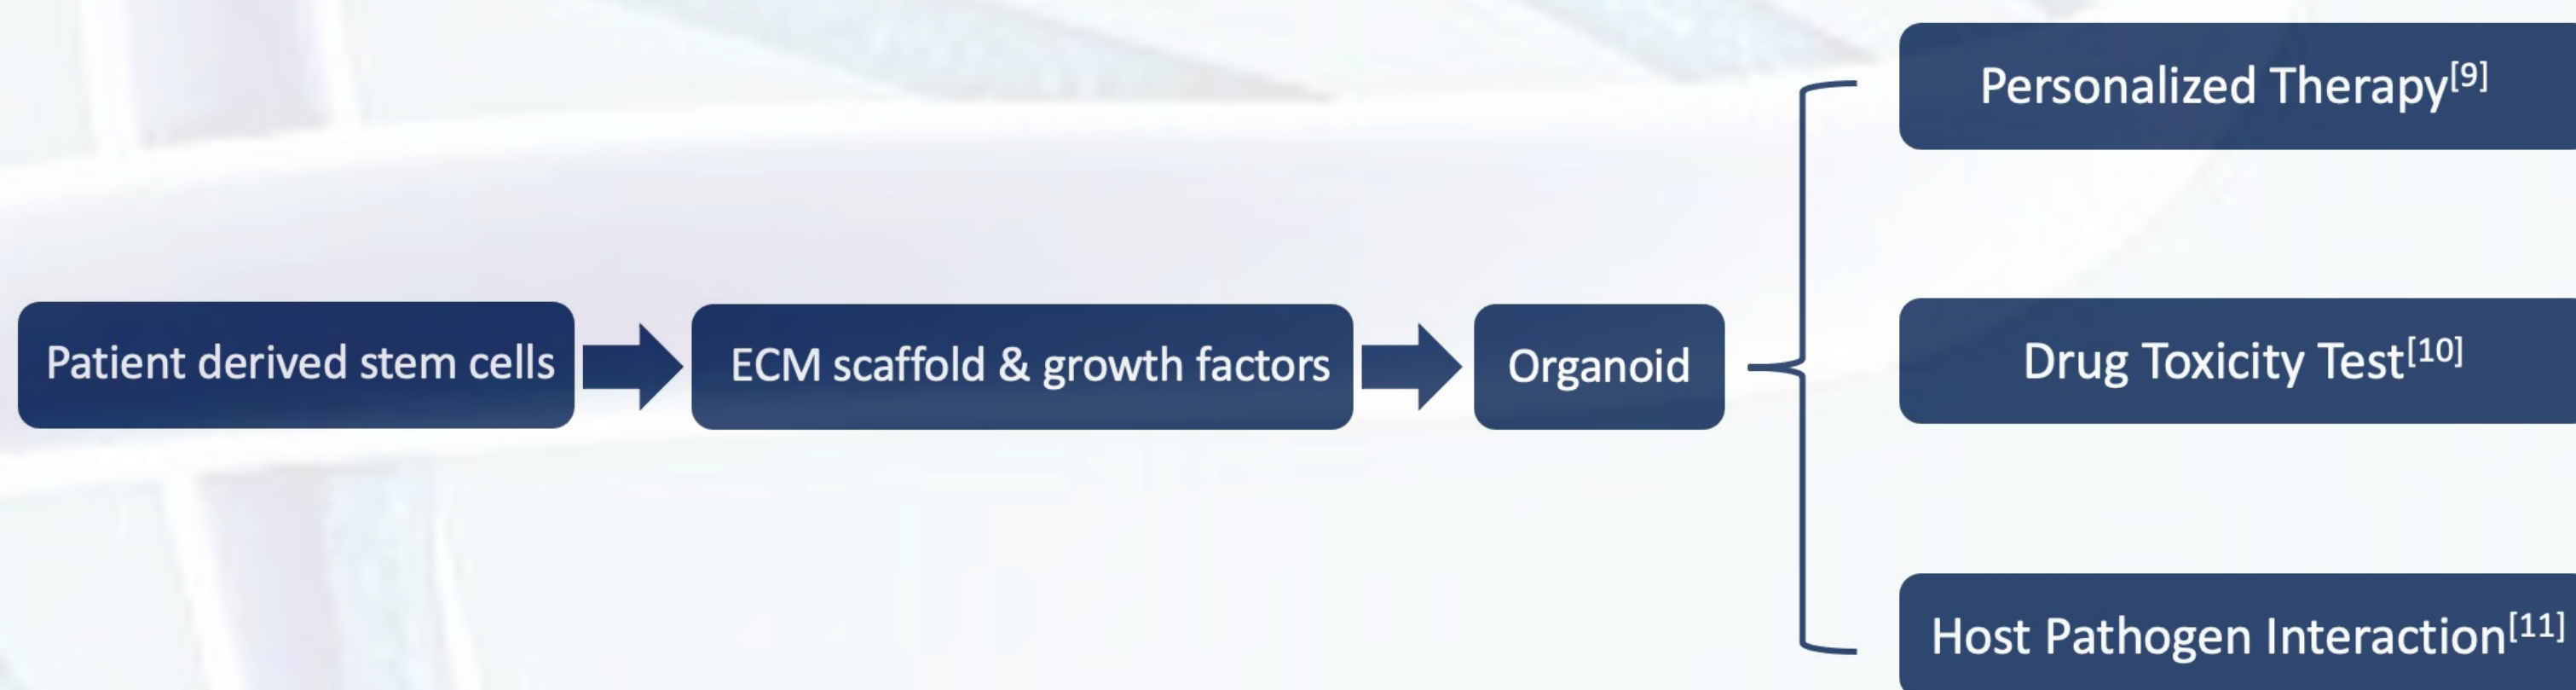 Patient derived stem cells
ECM scaffold & growth factors
Organoid
Personalized Therapy[9]
Drug Toxicity Test[10]
Host Pathogen Interaction[11]